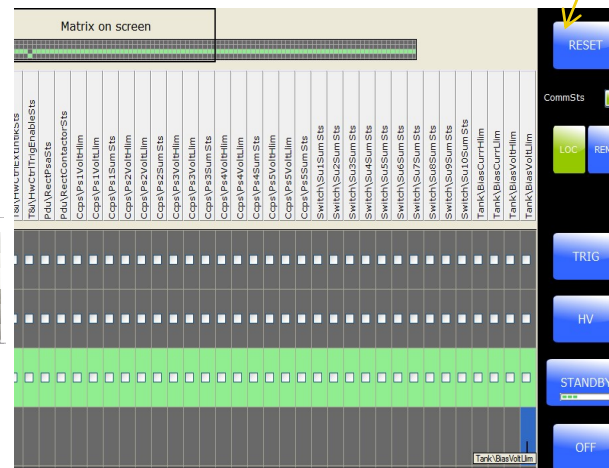 Matrix on screen
RESET
CommSts
LOC
T&I\HwCtrlTrigEnableSts
Pdu\RectPsaSts
Pdu\RectContactorSts
Ccps\Ps1VoltHlim
Ccps\Ps1VoltLlim
Ccps\Ps1SumSts
Ccps\Ps2VoltHlim
Ccps\Ps2VoltLlim
Ccps\Ps2SumSts
Ccps\Ps3VoltHlim
Ccps\Ps3VoltLlim
Ccps\Ps3SumSts
Ccps\Ps4VoltHlim
Ccps\Ps4VoltLlim
Ccps\Ps4SumSts
Ccps\Ps5VoltHlim
Ccps\Ps5VoltLlim
Ccps\Ps5SumSts
Switch\Su1SumSts
Switch\Su2SumSts
Switch\Su3SumSts
Switch\Su4SumSts
Switch\Su5SumSts
Switch\Su6SumSts
Switch\Su7SumSts
Switch\Su8SumSts
Switch\Su09SumSts
Switch\Su10SumSts
Tank\BiasCurrHlim
Tank\BiasCurrLlim
Tank\BiasVoltHlim
Tank\BiasVoltLlim
TRIG
HV
STANDBY
Tank\BiasVoltLlim
OFF